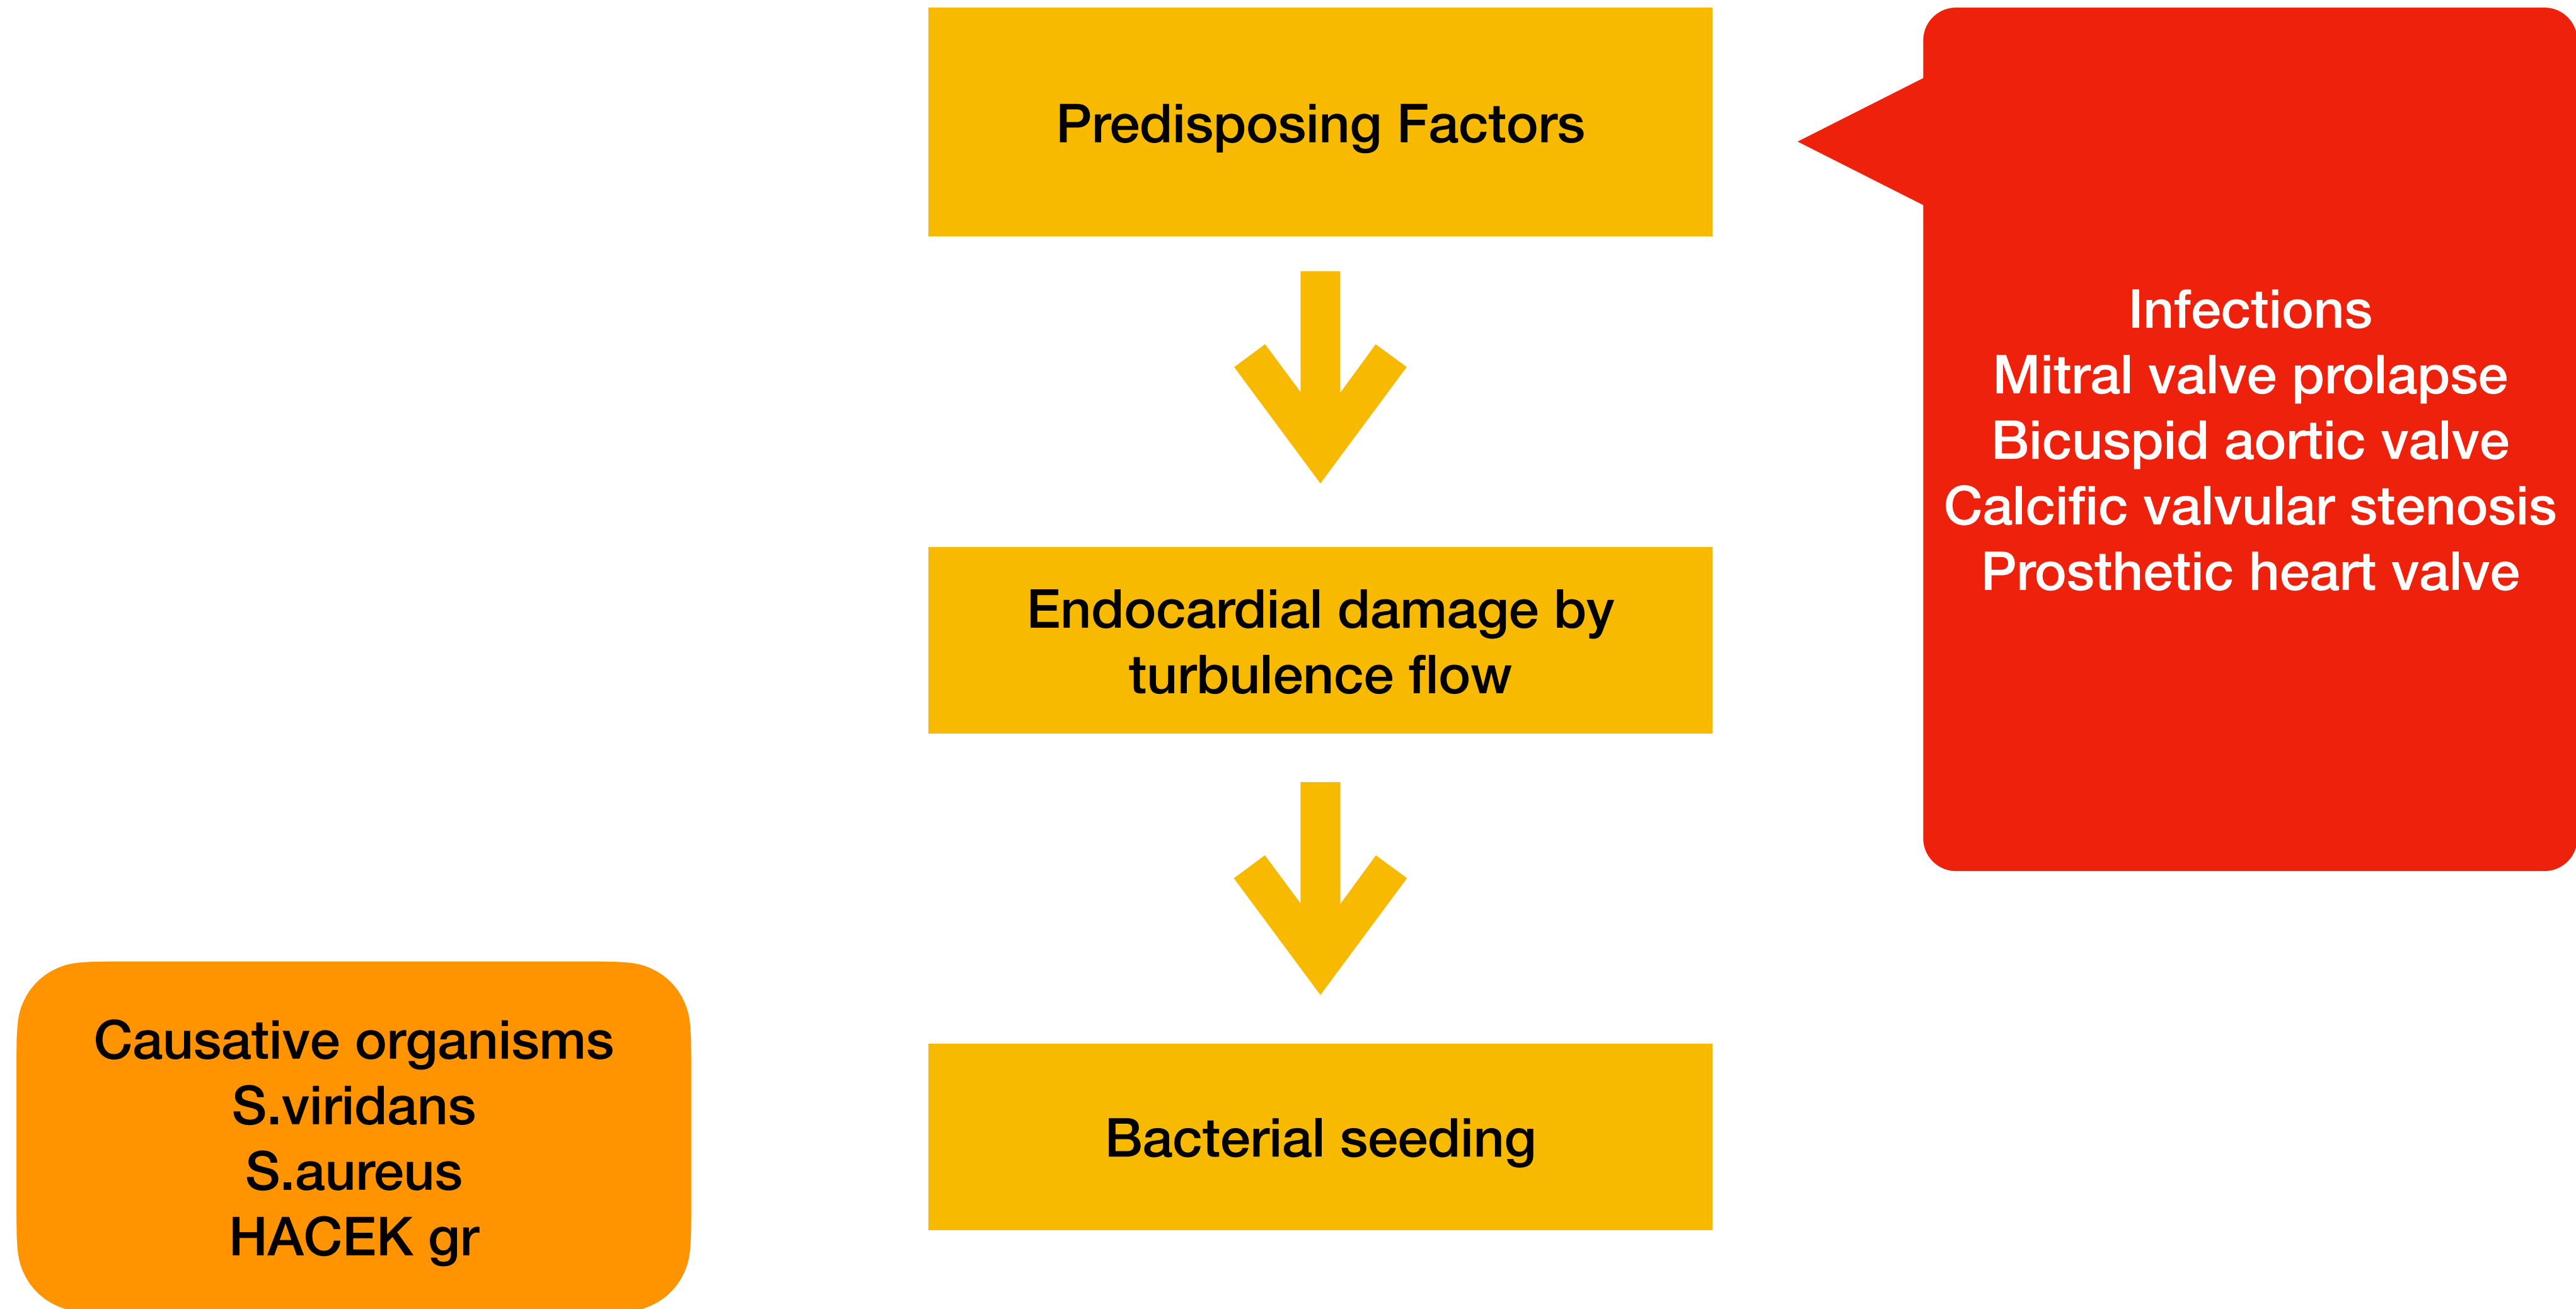 Predisposing Factors
Infections
Mitral valve prolapse
Bicuspid aortic valve
Calcific valvular stenosis
Prosthetic heart valve
Endocardial damage by
turbulence flow
Causative organisms
S.viridans
S.aureus
HACEK gr
Bacterial seeding